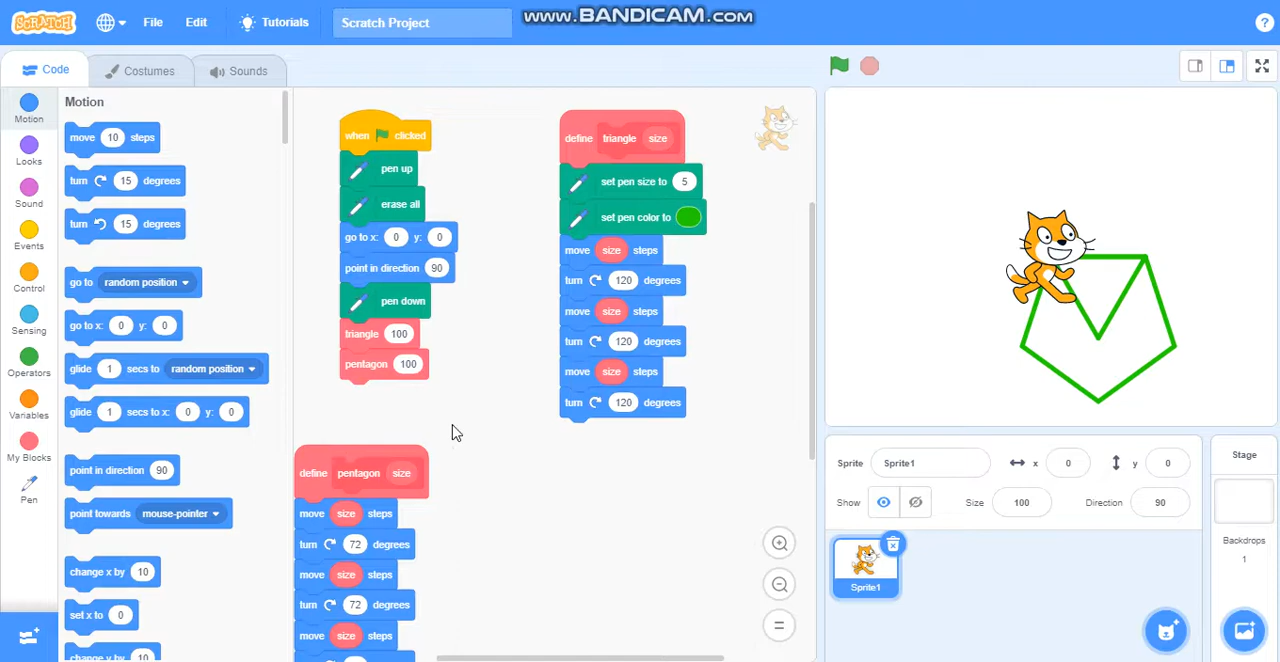 SCRATCH
File
Edit
Tutorials
Scratch Project
WWW.BANDICAM.COM
?
Code
Costumes
Sounds
Motion
Looks
Sound
Events
Control
Sensing
Operators
Variables
My Blocks
Pen
Motion
move 10 steps
turn 15 degrees
turn 15 degrees
go to random position
go to x: 0 y: 0
glide 1 secs to random position
glide 1 secs to x: 0 y: 0
point in direction 90
point towards mouse-pointer
change x by 10
set x to 0
change y by 10
when clicked
pen up
erase all
go to x: 0 y: 0
point in direction 90
pen down
triangle 100
pentagon 100
define pentagon size
move size steps
turn 72 degrees
move size steps
turn 72 degrees
move size steps
define triangle size
set pen size to 5
set pen color to
move size steps
turn 120 degrees
move size steps
turn 120 degrees
move size steps
turn 120 degrees
Sprite Sprite1 x 0 y 0
Show Size 100 Direction 90
Sprite1
Stage
Backdrops
1